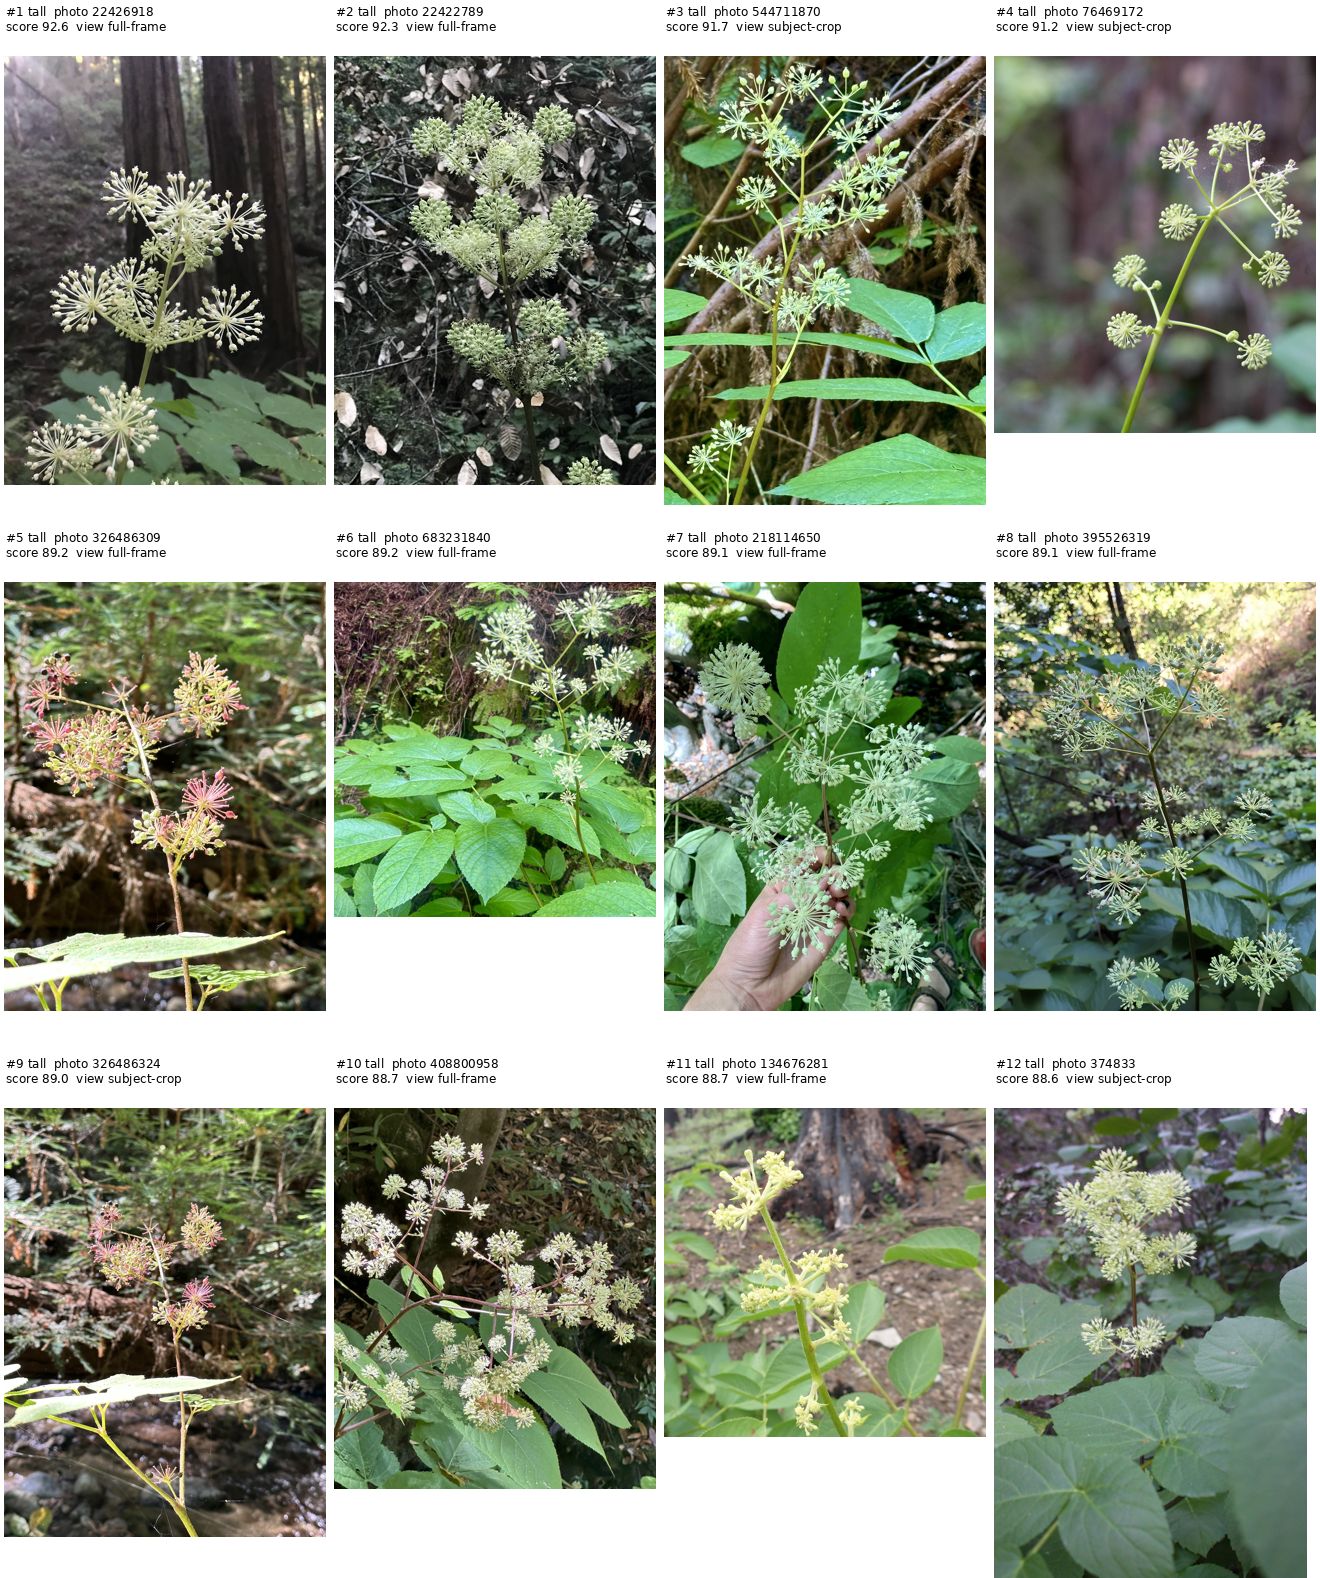 #1 tall  photo 22426918
score 92.6  view full-frame
#2 tall  photo 22422789
score 92.3  view full-frame
#3 tall  photo 544711870
score 91.7  view subject-crop
#4 tall  photo 76469172
score 91.2  view subject-crop
#5 tall  photo 326486309
score 89.2  view full-frame
#6 tall  photo 683231840
score 89.2  view full-frame
#7 tall  photo 218114650
score 89.1  view full-frame
#8 tall  photo 395526319
score 89.1  view full-frame
#9 tall  photo 326486324
score 89.0  view subject-crop
#10 tall  photo 408800958
score 88.7  view full-frame
#11 tall  photo 134676281
score 88.7  view full-frame
#12 tall  photo 374833
score 88.6  view subject-crop